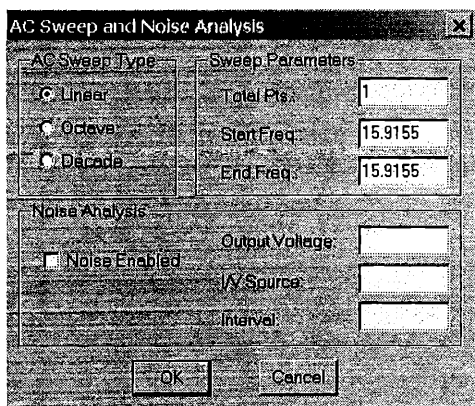 AC Sweep and Noise Analysis
AC Sweep Type
Linear
Octave
Decade
Sweep Parameters
Total Pts.: 1
Start Freq.: 15.9155
End Freq.: 15.9155
Noise Analysis
Noise Enabled
Output Voltage:
I/V Source:
Interval:
OK
Cancel